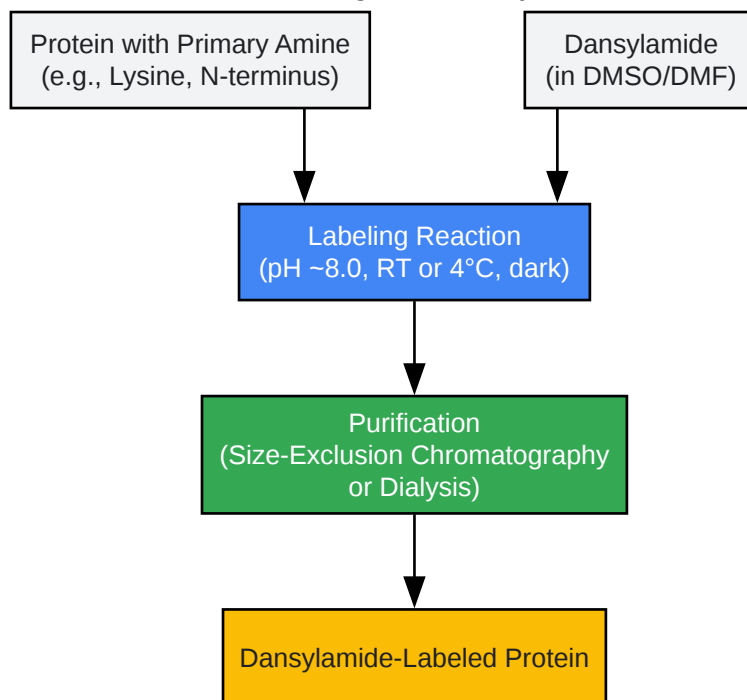 Protein with Primary Amine
(e.g., Lysine, N-terminus)
Dansylamide
(in DMSO/DMF)
Labeling Reaction
(pH ~8.0, RT or 4°C, dark)
Purification
(Size-Exclusion Chromatography
or Dialysis)
Dansylamide-Labeled Protein